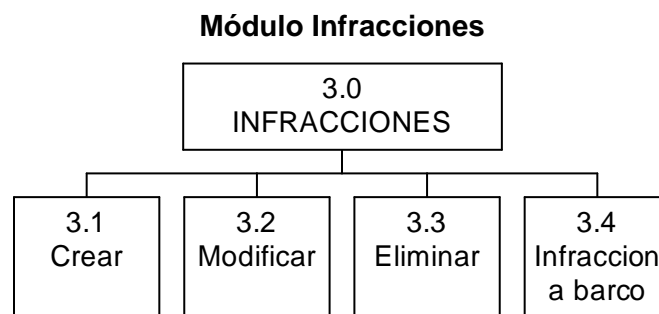 Módulo Infracciones
3.0
INFRACCIONES
3.1
Crear
3.2
Modificar
3.3
Eliminar
3.4
Infraccion
a barco